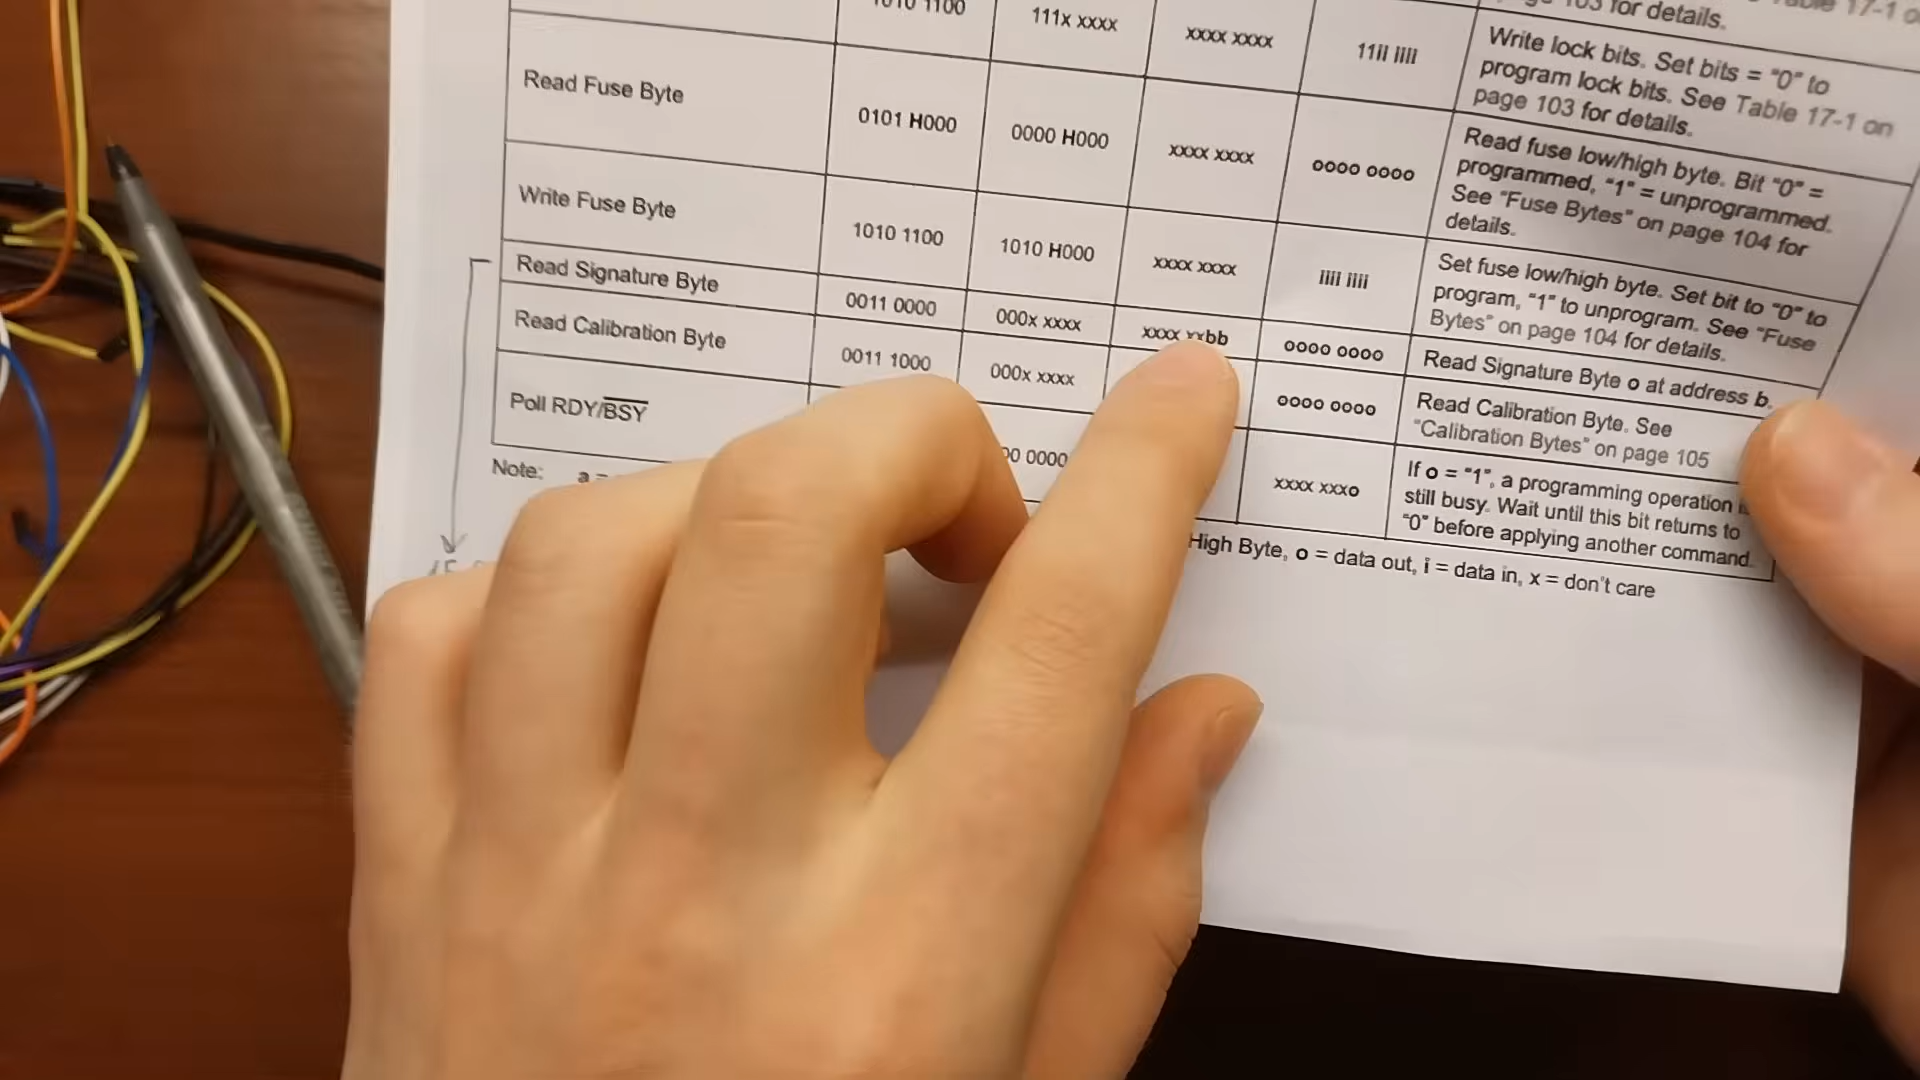 1010 1100
111x xxxx
xxxx xxxx
11ii iiii
103 for details.
Write lock bits. Set bits = "0" to
program lock bits. See Table 17-1 on
page 103 for details.
Read Fuse Byte
0101 H000
0000 H000
xxxx xxxx
oooo oooo
Read fuse low/high byte. Bit "0" =
programmed, "1" = unprogrammed.
See "Fuse Bytes" on page 104 for
details.
Write Fuse Byte
1010 1100
1010 H000
xxxx xxxx
iiii iiii
Set fuse low/high byte. Set bit to "0" to
program, "1" to unprogram. See "Fuse
Bytes" on page 104 for details.
Read Signature Byte
0011 0000
000x xxxx
xxxx xxbb
oooo oooo
Read Signature Byte o at address b.
Read Calibration Byte
0011 1000
000x xxxx
oooo oooo
Read Calibration Byte. See
"Calibration Bytes" on page 105
Poll RDY/BSY
0000
xxxx xxxo
If o = "1", a programming operation
still busy. Wait until this bit returns to
"0" before applying another command.
Note: a =
High Byte, o = data out, i = data in, x = don't care